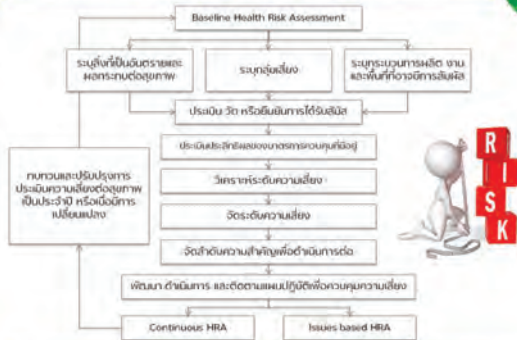 Baseline Health Risk Assessment
ระบุสิ่งที่เป็นอันตรายและ
ผลกระทบต่อสุขภาพ
ระบุกลุ่มเสี่ยง
ระบุกระบวนการผลิต งาน
และพื้นที่ที่อาจมีการสัมผัส
ประเมิน วัด หรือยืนยันการได้รับสัมผัส
ประเมินประสิทธิผลของมาตรการควบคุมที่มีอยู่
วิเคราะห์ระดับความเสี่ยง
จัดระดับความเสี่ยง
จัดลำดับความสำคัญเพื่อดำเนินการต่อ
พัฒนา ดำเนินการ และติดตามแผนปฏิบัติเพื่อควบคุมความเสี่ยง
ทบทวนและปรับปรุงการ
ประเมินความเสี่ยงต่อสุขภาพ
เป็นประจำปี หรือเมื่อมีการ
เปลี่ยนแปลง
Continuous HRA
Issues based HRA
RISK